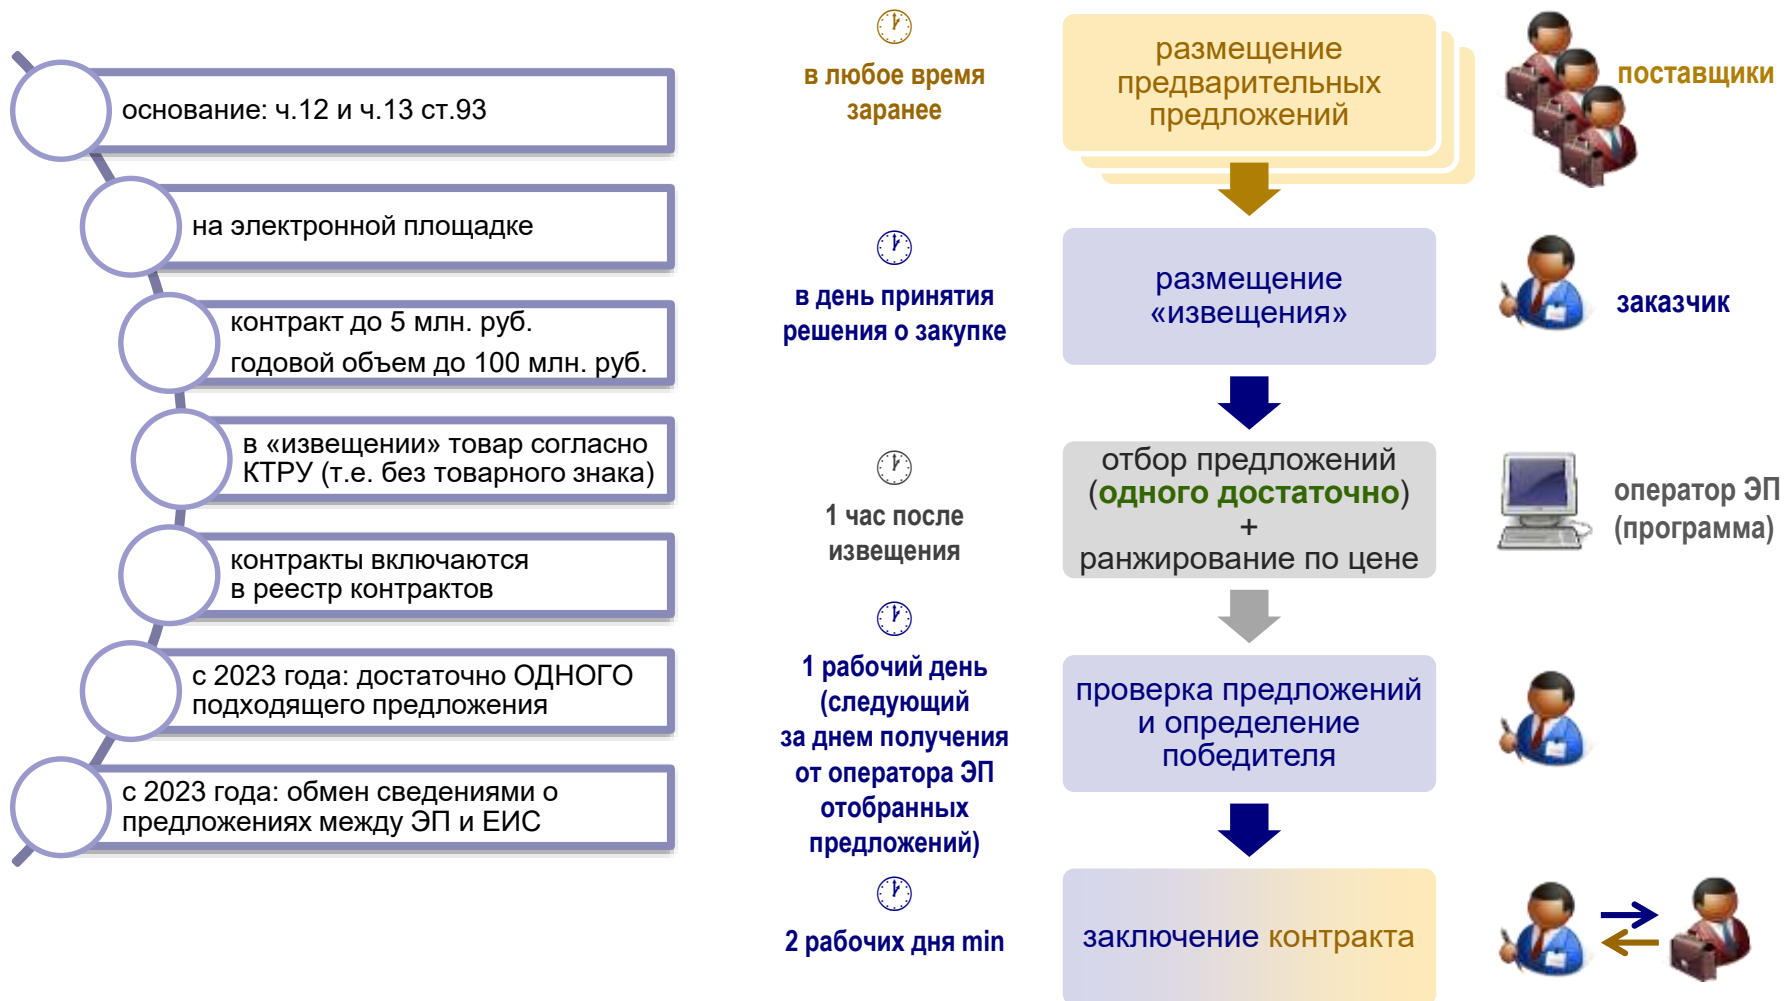 основание: ч.12 и ч.13 ст.93
на электронной площадке
контракт до 5 млн. руб.
годовой объем до 100 млн. руб.
в «извещении» товар согласно
КТРУ (т.е. без товарного знака)
контракты включаются
в реестр контрактов
с 2023 года: достаточно ОДНОГО
подходящего предложения
с 2023 года: обмен сведениями о
предложениях между ЭП и ЕИС
в любое время
заранее
размещение
предварительных
предложений
поставщики
в день принятия
решения о закупке
размещение
«извещения»
заказчик
1 час после
извещения
отбор предложений
(одного достаточно)
+
ранжирование по цене
оператор ЭП
(программа)
1 рабочий день
(следующий
за днем получения
от оператора ЭП
отобранных
предложений)
проверка предложений
и определение
победителя
2 рабочих дня min
заключение контракта